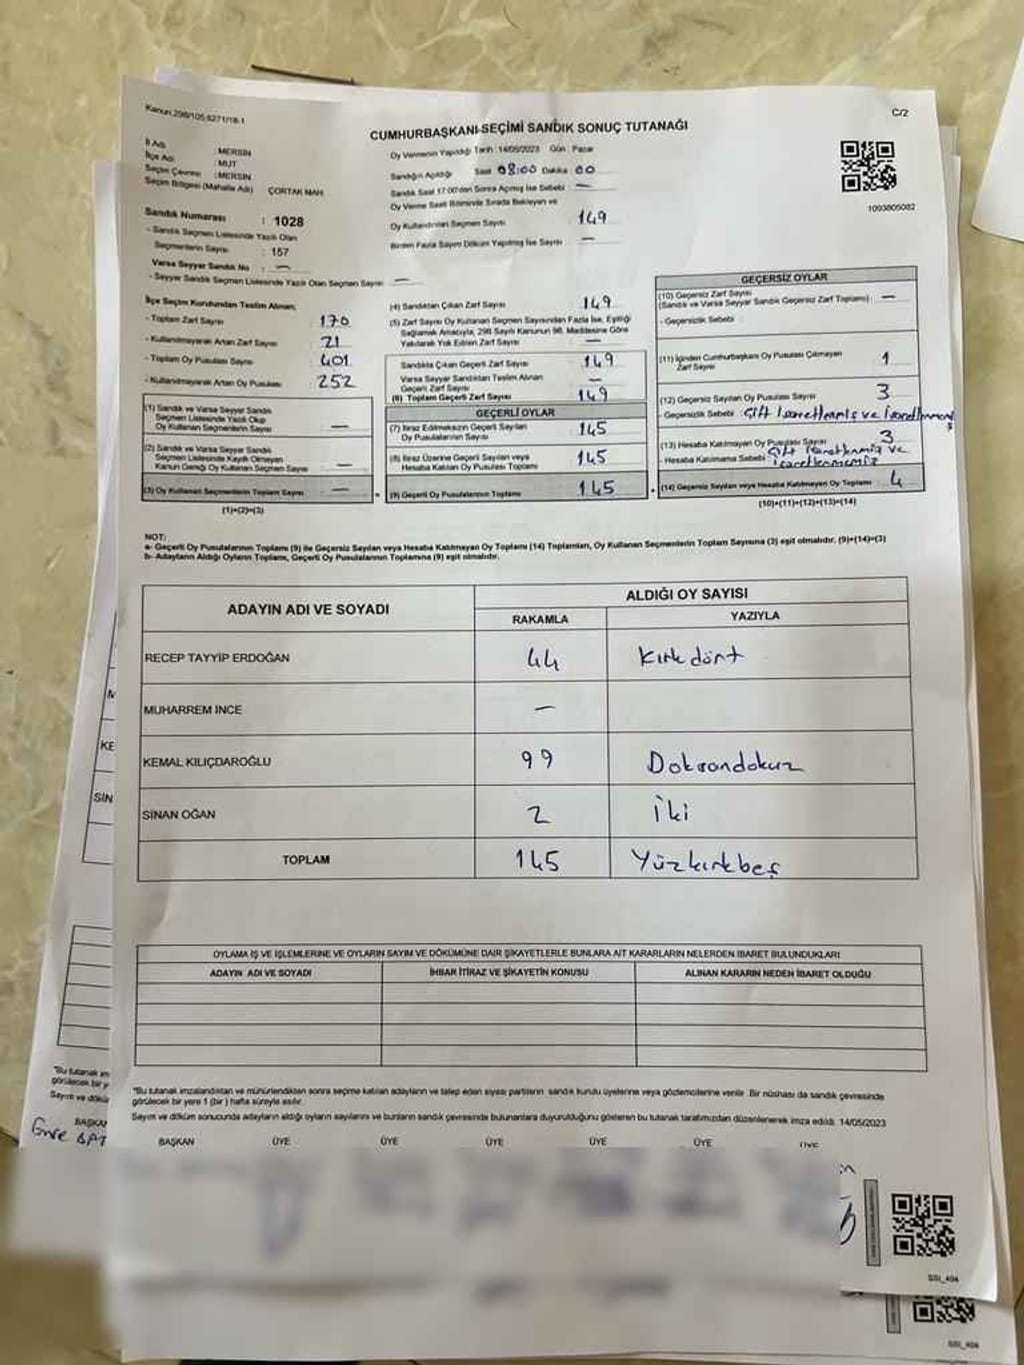 Kanun 298/105 6271/18-1
C/2
CUMHURBAŞKANI SEÇİMİ SANDIK SONUÇ TUTANAĞI
İl Adı : MERSİN
İlçe Adı : MUT
Seçim Çevresi : MERSİN
Seçim Bölgesi (Mahalle Adı) ÇORTAK MAH.
Sandık Numarası : 1028
- Sandık Seçmen Listesinde Yazılı Olan
Seçmenlerin Sayısı : 157
Varsa Seyyar Sandık No : —
- Seyyar Sandık Seçmen Listesinde Yazılı Olan Seçmen Sayısı —
Oy Vermenin Yapıldığı Tarih : 14/05/2023 Gün : Pazar
Sandığın Açıldığı Saat 08:00 Dakika : 00
Sandık Saat 17:00'den Sonra Açılmış İse Sebebi : —
Oy Verme Saati Bitiminde Sırada Bekleyen ve
Oy Kullandırılan Seçmen Sayısı : 149
Birden Fazla Sayım Döküm Yapılmış İse Sayısı —
1093805082
İlçe Seçim Kurulundan Teslim Alınan;
- Toplam Zarf Sayısı : 170
- Kullanılmayarak Artan Zarf Sayısı : 21
- Toplam Oy Pusulası Sayısı : 401
- Kullanılmayarak Artan Oy Pusulası : 252
(1) Sandık ve Varsa Seyyar Sandık
Seçmen Listesinde Yazılı Olup
Oy Kullanan Seçmenlerin Sayısı —
(2) Sandık ve Varsa Seyyar Sandık
Seçmen Listesinde Kayıtlı Olmayan
Kanun Gereği Oy Kullanan Seçmen Sayısı —
(3) Oy Kullanan Seçmenlerin Toplam Sayısı —
(1)+(2)=(3)
(4) Sandıktan Çıkan Zarf Sayısı : 149
(5) Zarf Sayısı Oy Kullanan Seçmen Sayısından Fazla İse, Eşitliği
Sağlamak Amacıyla, 298 Sayılı Kanunun 98. Maddesine Göre
Yakılarak Yok Edilen Zarf Sayısı : —
Sandıkta Çıkan Geçerli Zarf Sayısı : 149
Varsa Seyyar Sandıktan Teslim Alınan
Geçerli Zarf Sayısı : —
(6) Toplam Geçerli Zarf Sayısı : 149
GEÇERLİ OYLAR
(7) İtiraz Edilmeksizin Geçerli Sayılan
Oy Pusulalarının Sayısı : 145
(8) İtiraz Üzerine Geçerli Sayılan veya
Hesaba Katılan Oy Pusulası Toplamı : 145
(9) Geçerli Oy Pusulalarının Toplamı : 145
GEÇERSİZ OYLAR
(10) Geçersiz Zarf Sayısı
(Sandık ve Varsa Seyyar Sandık Geçersiz Zarf Toplamı) : —
- Geçersizlik Sebebi :
(11) İçinden Cumhurbaşkanı Oy Pusulası Çıkmayan
Zarf Sayısı : 1
(12) Geçersiz Sayılan Oy Pusulası Sayısı : 3
- Geçersizlik Sebebi : Çift İşaretlenmiş ve İşaretlenmemiş
(13) Hesaba Katılmayan Oy Pusulası Sayısı 3
- Hesaba Katılmama Sebebi : Çift İşaretlenmiş ve
işaretlenmemiş
(14) Geçersiz Sayılan veya Hesaba Katılmayan Oy Toplamı : 4
(10)+(11)+(12)+(13)=(14)
NOT:
a- Geçerli Oy Pusulalarının Toplamı (9) ile Geçersiz Sayılan veya Hesaba Katılmayan Oy Toplamı (14) Toplamları, Oy Kullanan Seçmenlerin Toplam Sayısına (3) eşit olmalıdır. (9)+(14)=(3)
b- Adayların Aldığı Oyların Toplamı, Geçerli Oy Pusulalarının Toplamına (9) eşit olmalıdır.
ADAYIN ADI VE SOYADI
ALDIĞI OY SAYISI
RAKAMLA YAZIYLA
RECEP TAYYİP ERDOĞAN 44 Kırkdört
MUHARREM İNCE —
KEMAL KILIÇDAROĞLU 99 Doksandokuz
SİNAN OĞAN 2 İki
TOPLAM 145 Yüzkırkbeş
OYLAMA İŞ VE İŞLEMLERİNE VE OYLARIN SAYIM VE DÖKÜMÜNE DAİR ŞİKAYETLERLE BUNLARA AİT KARARLARIN NELERDEN İBARET BULUNDUKLARI
ADAYIN ADI VE SOYADI İHBAR İTİRAZ VE ŞİKAYETİN KONUSU ALINAN KARARIN NEDEN İBARET OLDUĞU
*Bu tutanak imzalandıktan ve mühürlendikten sonra seçime katılan adayların ve talep eden siyasi partilerin sandık kurulu üyelerine veya gözlemcilerine verilir. Bir nüshası da sandık çevresinde
görülecek bir yere 1 (bir) hafta süreyle asılır.
Sayım ve döküm sonucunda adayların aldığı oyların sayılarını ve bunların sandık çevresinde bulunanlara duyurulduğunu gösteren bu tutanak tarafımızdan düzenlenerek imza edildi. 14/05/2023
BAŞKAN ÜYE ÜYE ÜYE ÜYE ÜYE ÜYE
SSI_404
SSI_404
KE
SİN
*Bu tutanak im
görülecek bir y
Sayım ve dökü
BAŞKAN